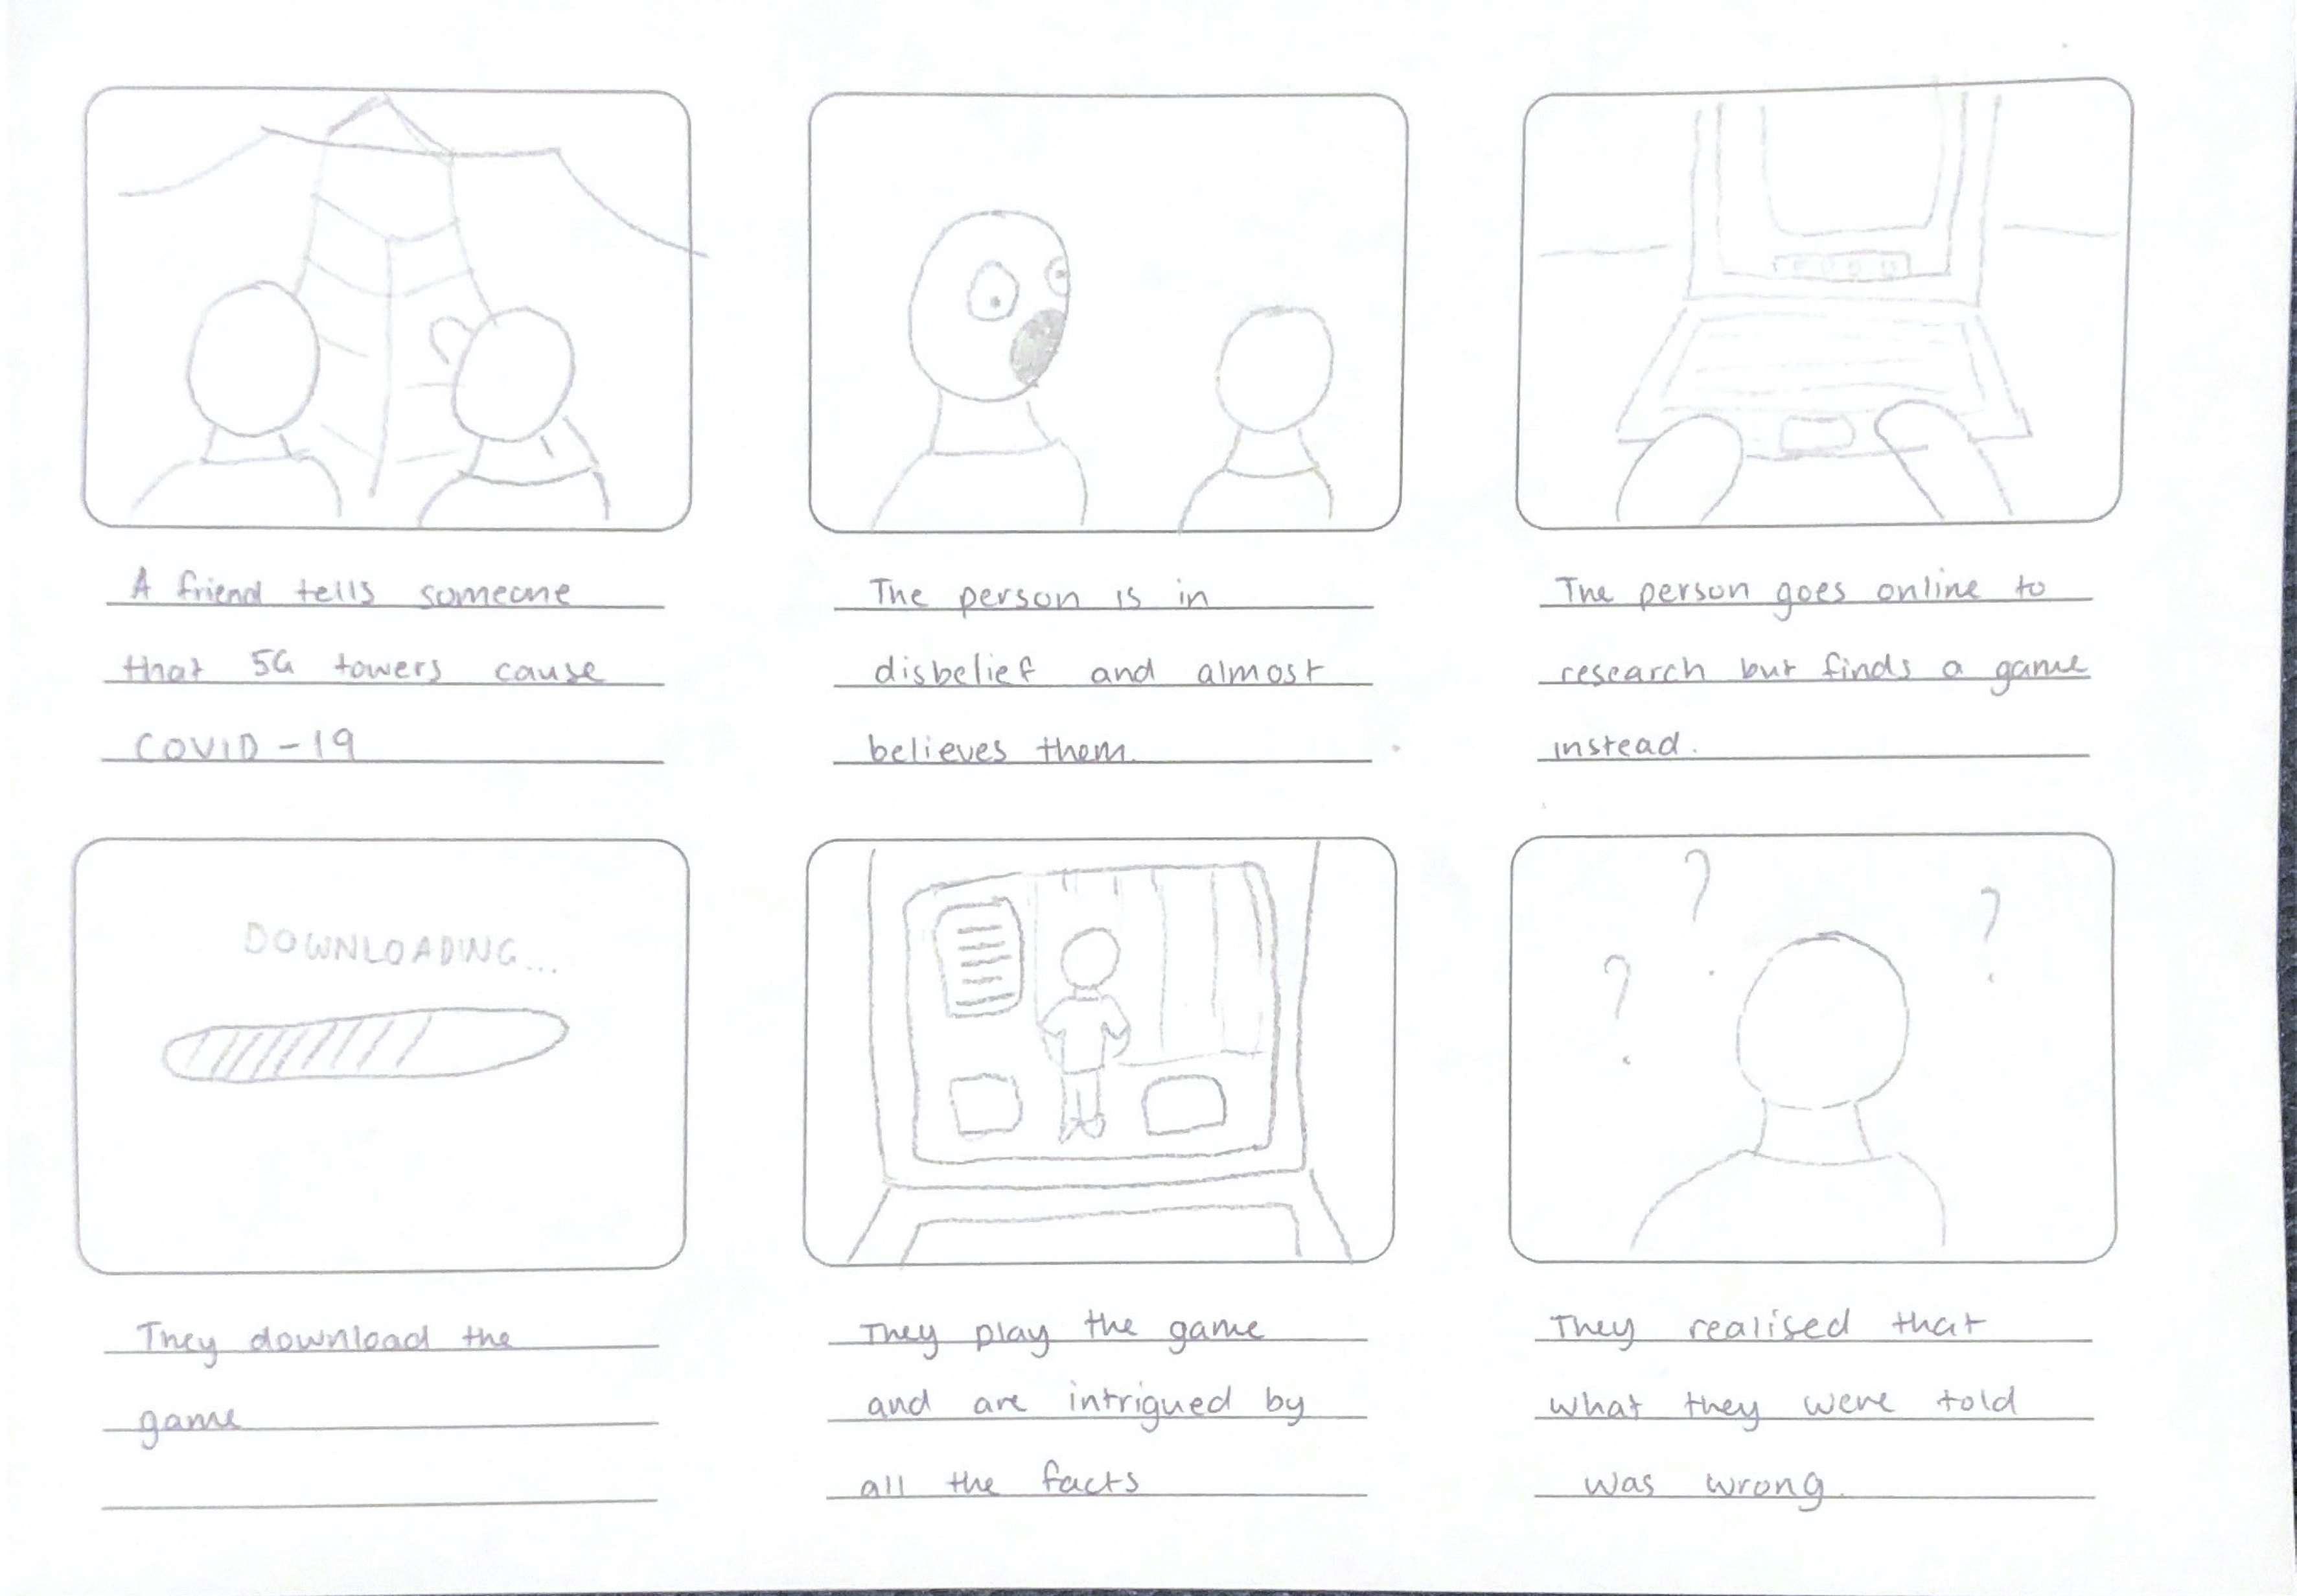 A friend tells someone
that 5G towers cause
COVID-19
The person is in
disbelief and almost
believes them.
The person goes online to
research but finds a game
instead.
DOWNLOADING...
They download the
game
They play the game
and are intrigued by
all the facts
? ? ?
They realised that
what they were told
was wrong.